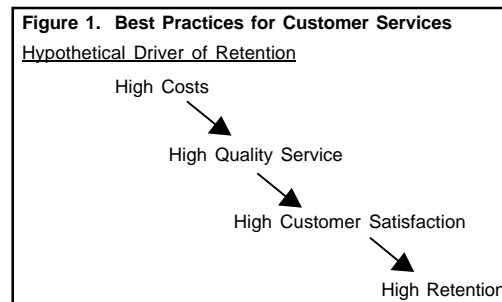 Figure 1. Best Practices for Customer Services
Hypothetical Driver of Retention
High Costs
High Quality Service
High Customer Satisfaction
High Retention